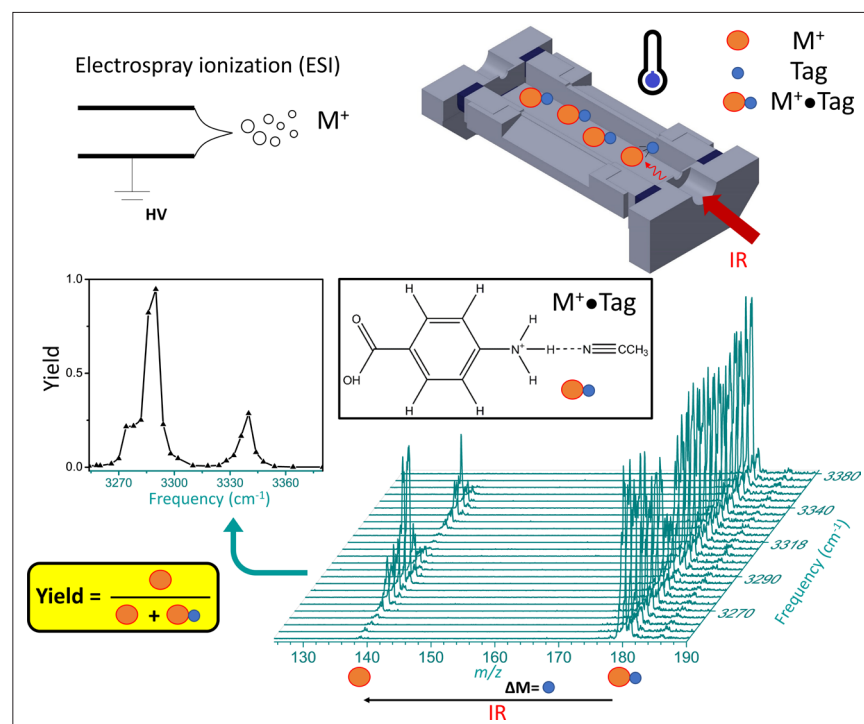 Electrospray ionization (ESI)
M⁺
HV
M⁺
Tag
M⁺●Tag
IR
1.0
0.5
0.0
Yield
3270 3300 3330 3360
Frequency (cm⁻¹)
M⁺●Tag
O
OH
H H
H H
H
N⁺ H N CCH₃
H
Yield =
+
3380
3340
3318
3290
3270
Frequency (cm⁻¹)
130 140 150 160 170 180 190
m/z
ΔM=
IR